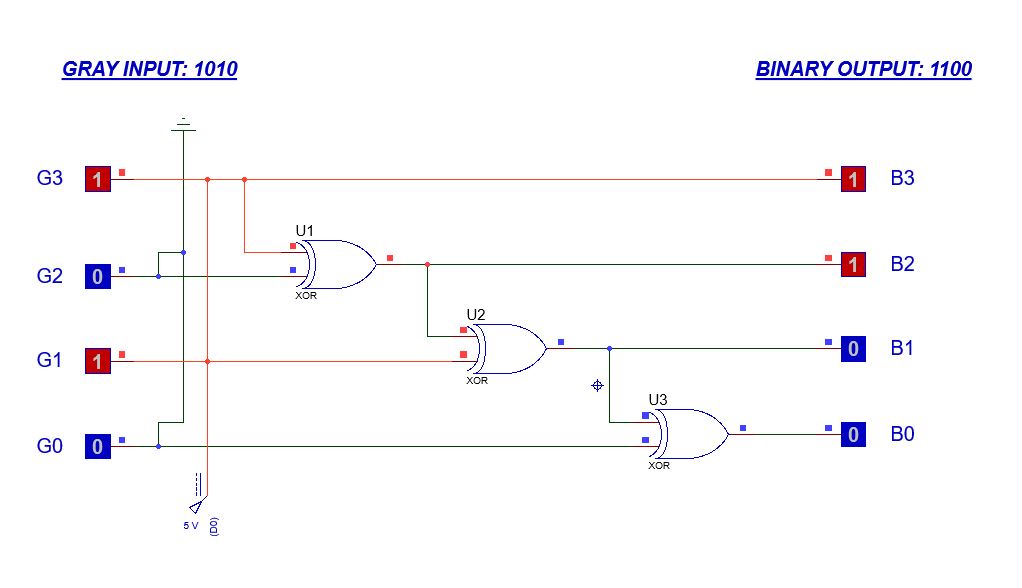 GRAY INPUT: 1010
BINARY OUTPUT: 1100
G3
1
1
B3
U1
XOR
G2
0
1
B2
U2
XOR
G1
1
0
B1
U3
XOR
G0
0
0
B0
5 V
(D0)